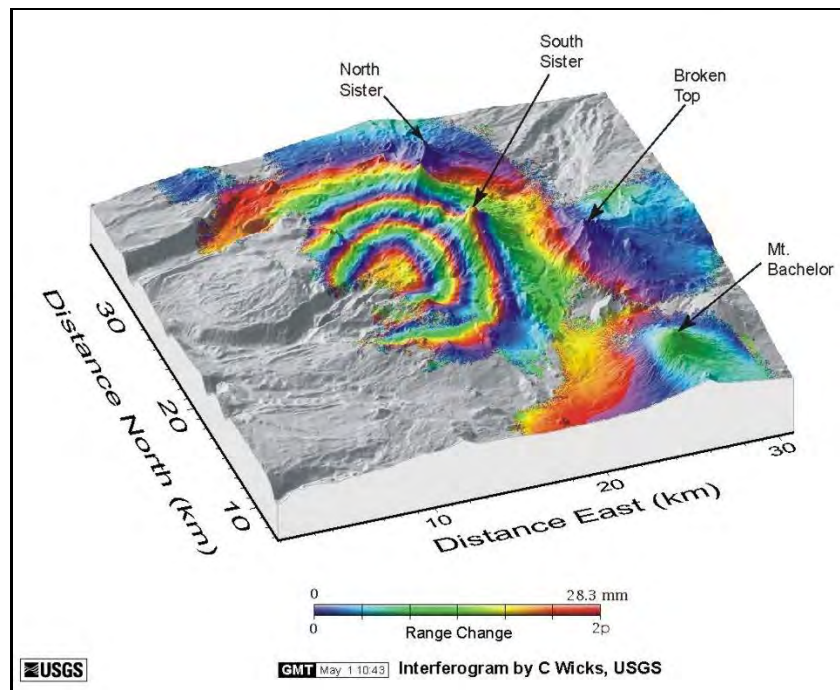 South
Sister
North
Sister
Broken
Top
Mt.
Bachelor
30
20
10
Distance North (km)
10
20
30
Distance East (km)
0
28.3 mm
0
Range Change
2p
USGS
GMT May 1 10:43 Interferogram by C Wicks, USGS